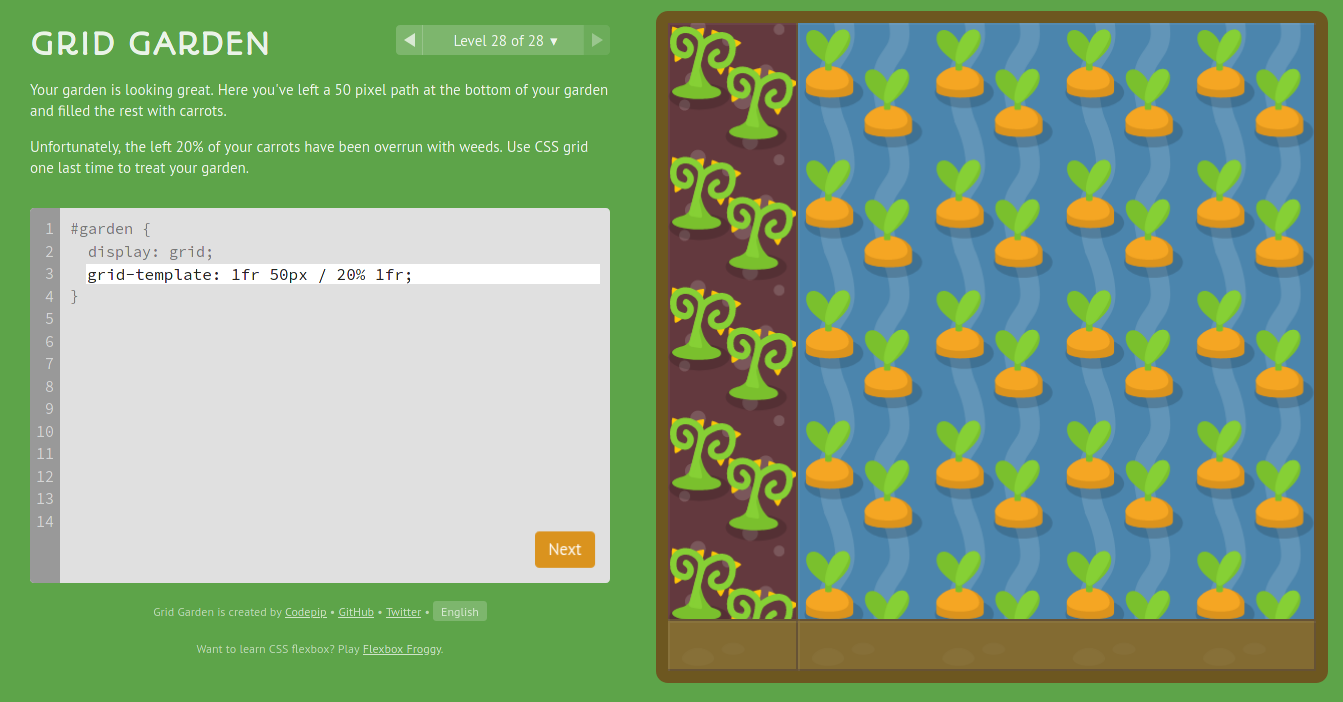 GRID GARDEN
◀ Level 28 of 28 ▼ ▶
Your garden is looking great. Here you've left a 50 pixel path at the bottom of your garden
and filled the rest with carrots.
Unfortunately, the left 20% of your carrots have been overrun with weeds. Use CSS grid
one last time to treat your garden.
1 #garden {
2 display: grid;
3 grid-template: 1fr 50px / 20% 1fr;
4 }
5
6
7
8
9
10
11
12
13
14
Next
Grid Garden is created by Codepip • GitHub • Twitter • English
Want to learn CSS flexbox? Play Flexbox Froggy.